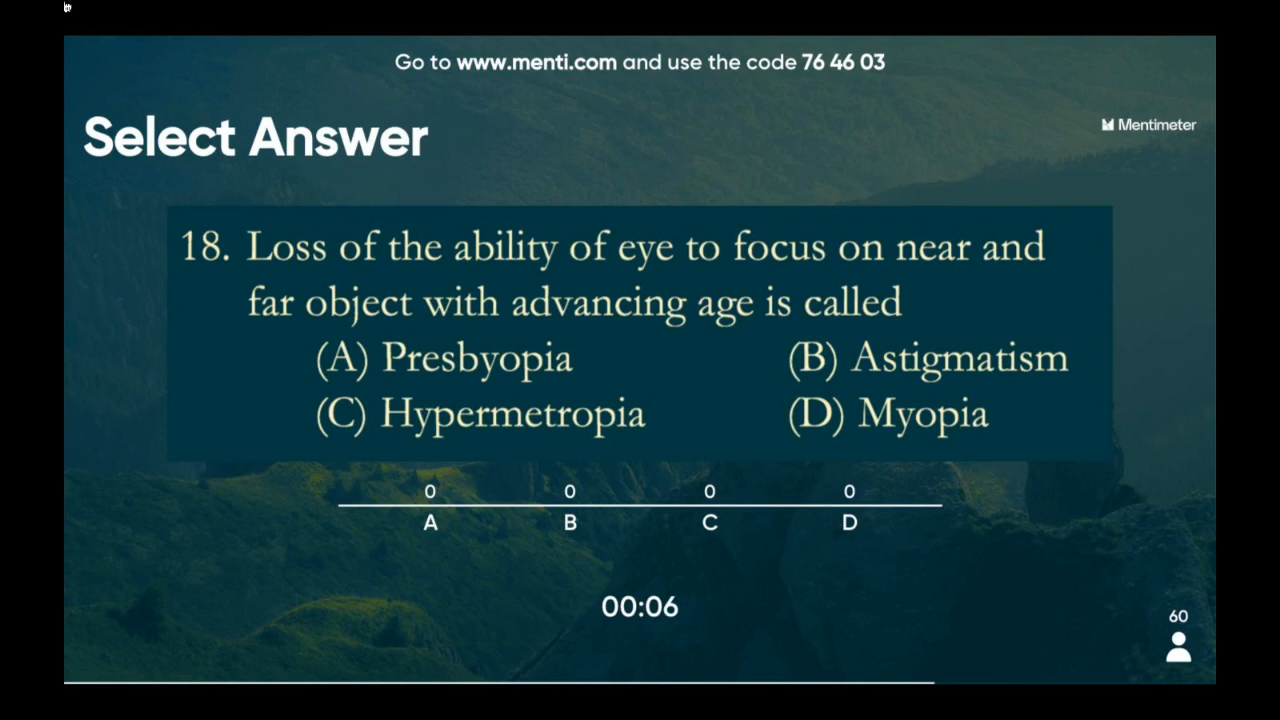 Go to www.menti.com and use the code 76 46 03
Select Answer
Mentimeter
18. Loss of the ability of eye to focus on near and
far object with advancing age is called
(A) Presbyopia (B) Astigmatism
(C) Hypermetropia (D) Myopia
0 0 0 0
A B C D
00:06
60